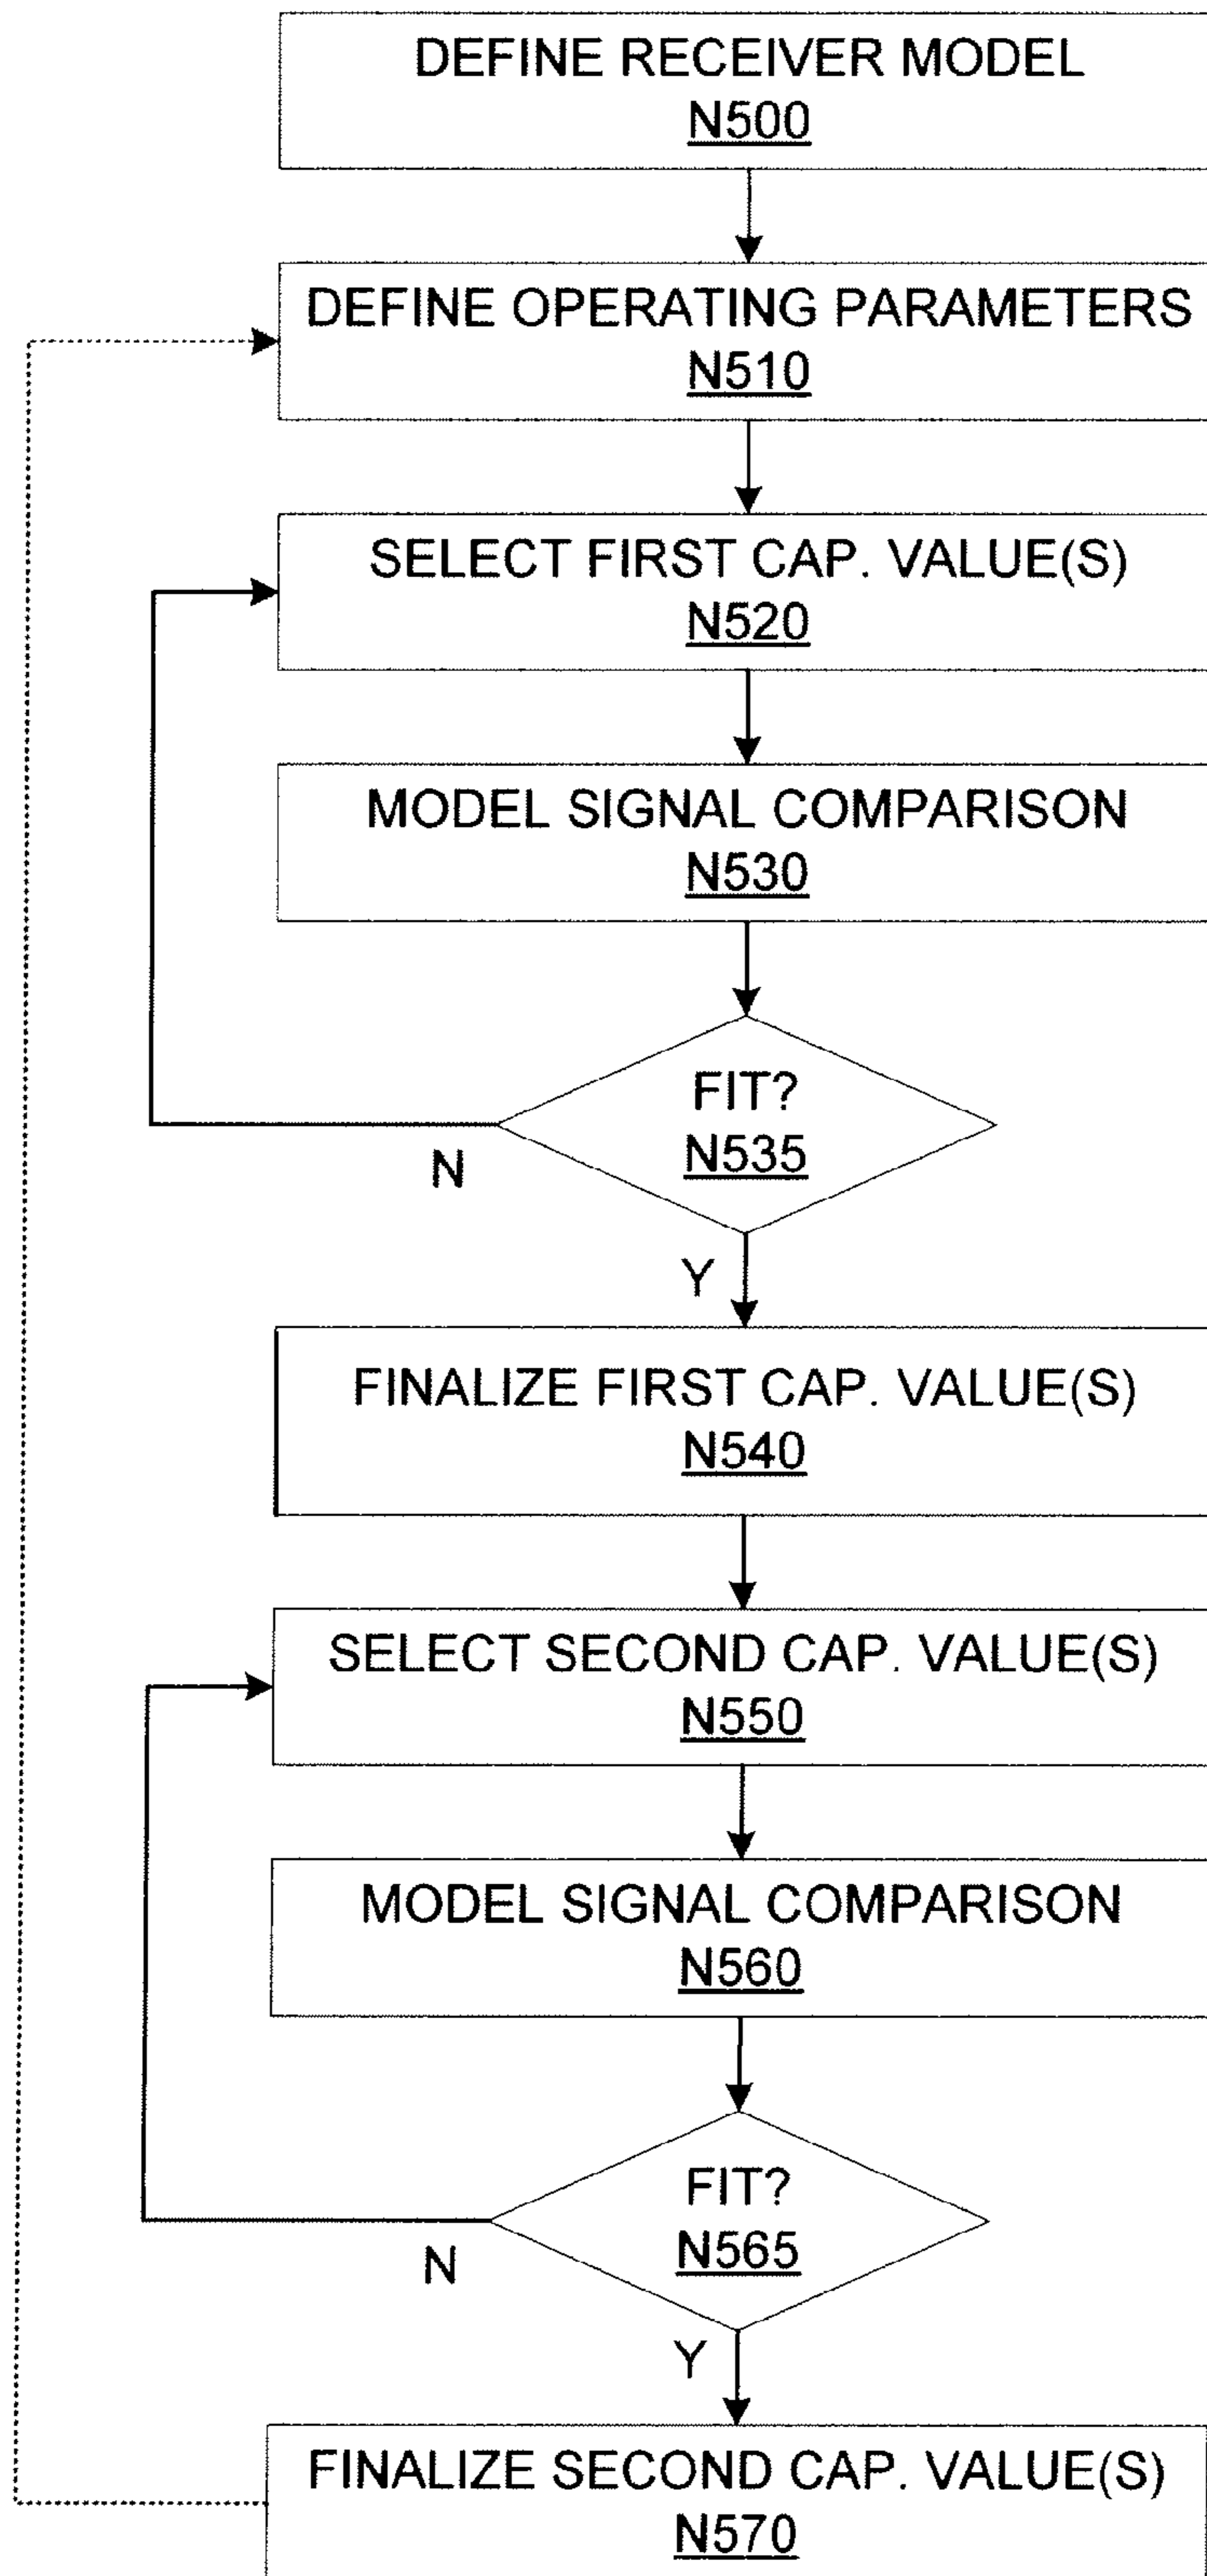 DEFINE RECEIVER MODEL
N500
DEFINE OPERATING PARAMETERS
N510
SELECT FIRST CAP. VALUE(S)
N520
MODEL SIGNAL COMPARISON
N530
FIT?
N535
N
Y
FINALIZE FIRST CAP. VALUE(S)
N540
SELECT SECOND CAP. VALUE(S)
N550
MODEL SIGNAL COMPARISON
N560
FIT?
N565
N
Y
FINALIZE SECOND CAP. VALUE(S)
N570